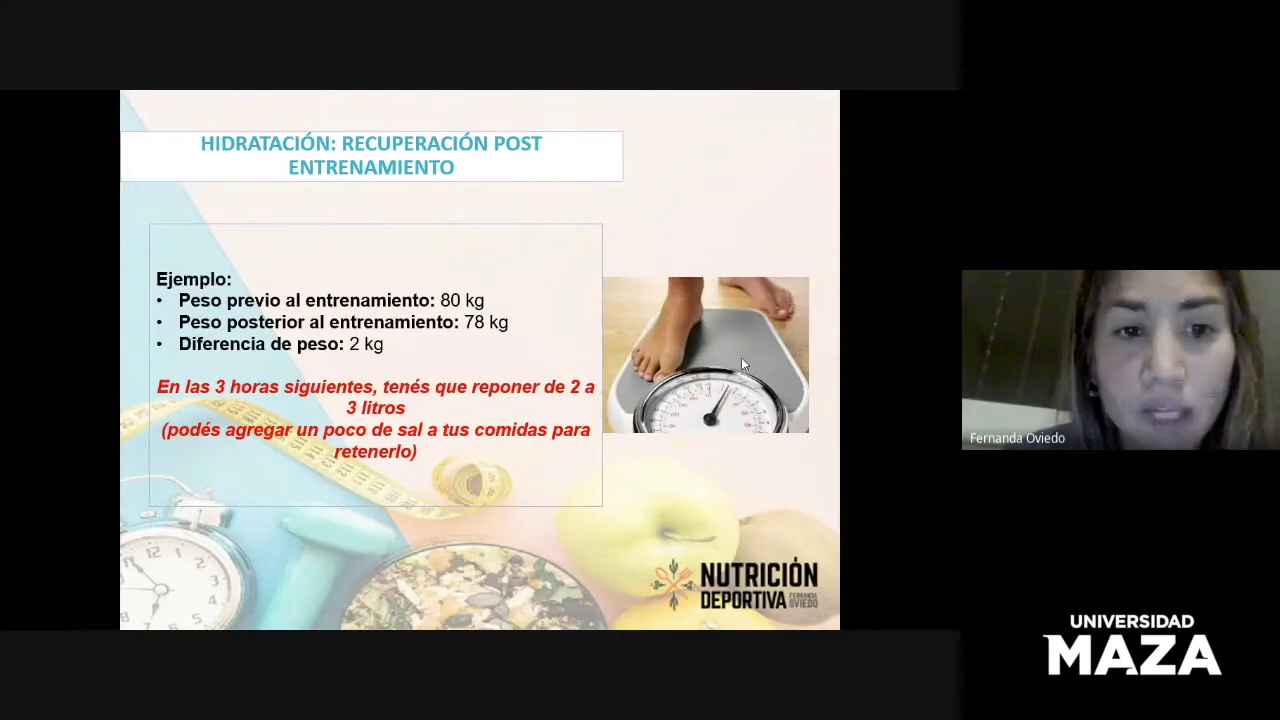 HIDRATACIÓN: RECUPERACIÓN POST
ENTRENAMIENTO
Ejemplo:
• Peso previo al entrenamiento: 80 kg
• Peso posterior al entrenamiento: 78 kg
• Diferencia de peso: 2 kg
En las 3 horas siguientes, tenés que reponer de 2 a
3 litros
(podés agregar un poco de sal a tus comidas para
retenerlo)
NUTRICIÓN
DEPORTIVA FERNANDA
OVIEDO
Fernanda Oviedo
UNIVERSIDAD
MAZA